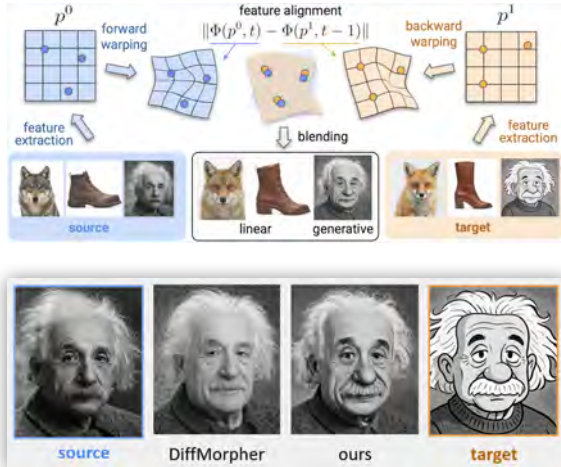 p⁰
forward warping
feature alignment
‖Φ(p⁰, t) − Φ(p¹, t−1)‖
backward warping
p¹
feature extraction
blending
feature extraction
source
linear
generative
target
source
DiffMorpher
ours
target